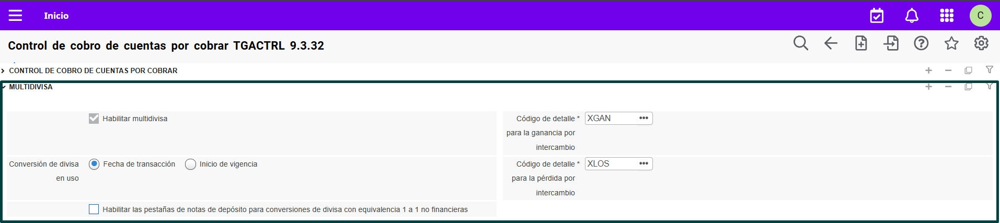 Inicio
C
Control de cobro de cuentas por cobrar TGACTRL 9.3.32
CONTROL DE COBRO DE CUENTAS POR COBRAR
MULTIDIVISA
Habilitar multidivisa
Código de detalle * XGAN •••
para la ganancia por
intercambio
Conversión de divisa Fecha de transacción Inicio de vigencia
en uso
Código de detalle * XLOS •••
para la pérdida por
intercambio
Habilitar las pestañas de notas de depósito para conversiones de divisa con equivalencia 1 a 1 no financieras